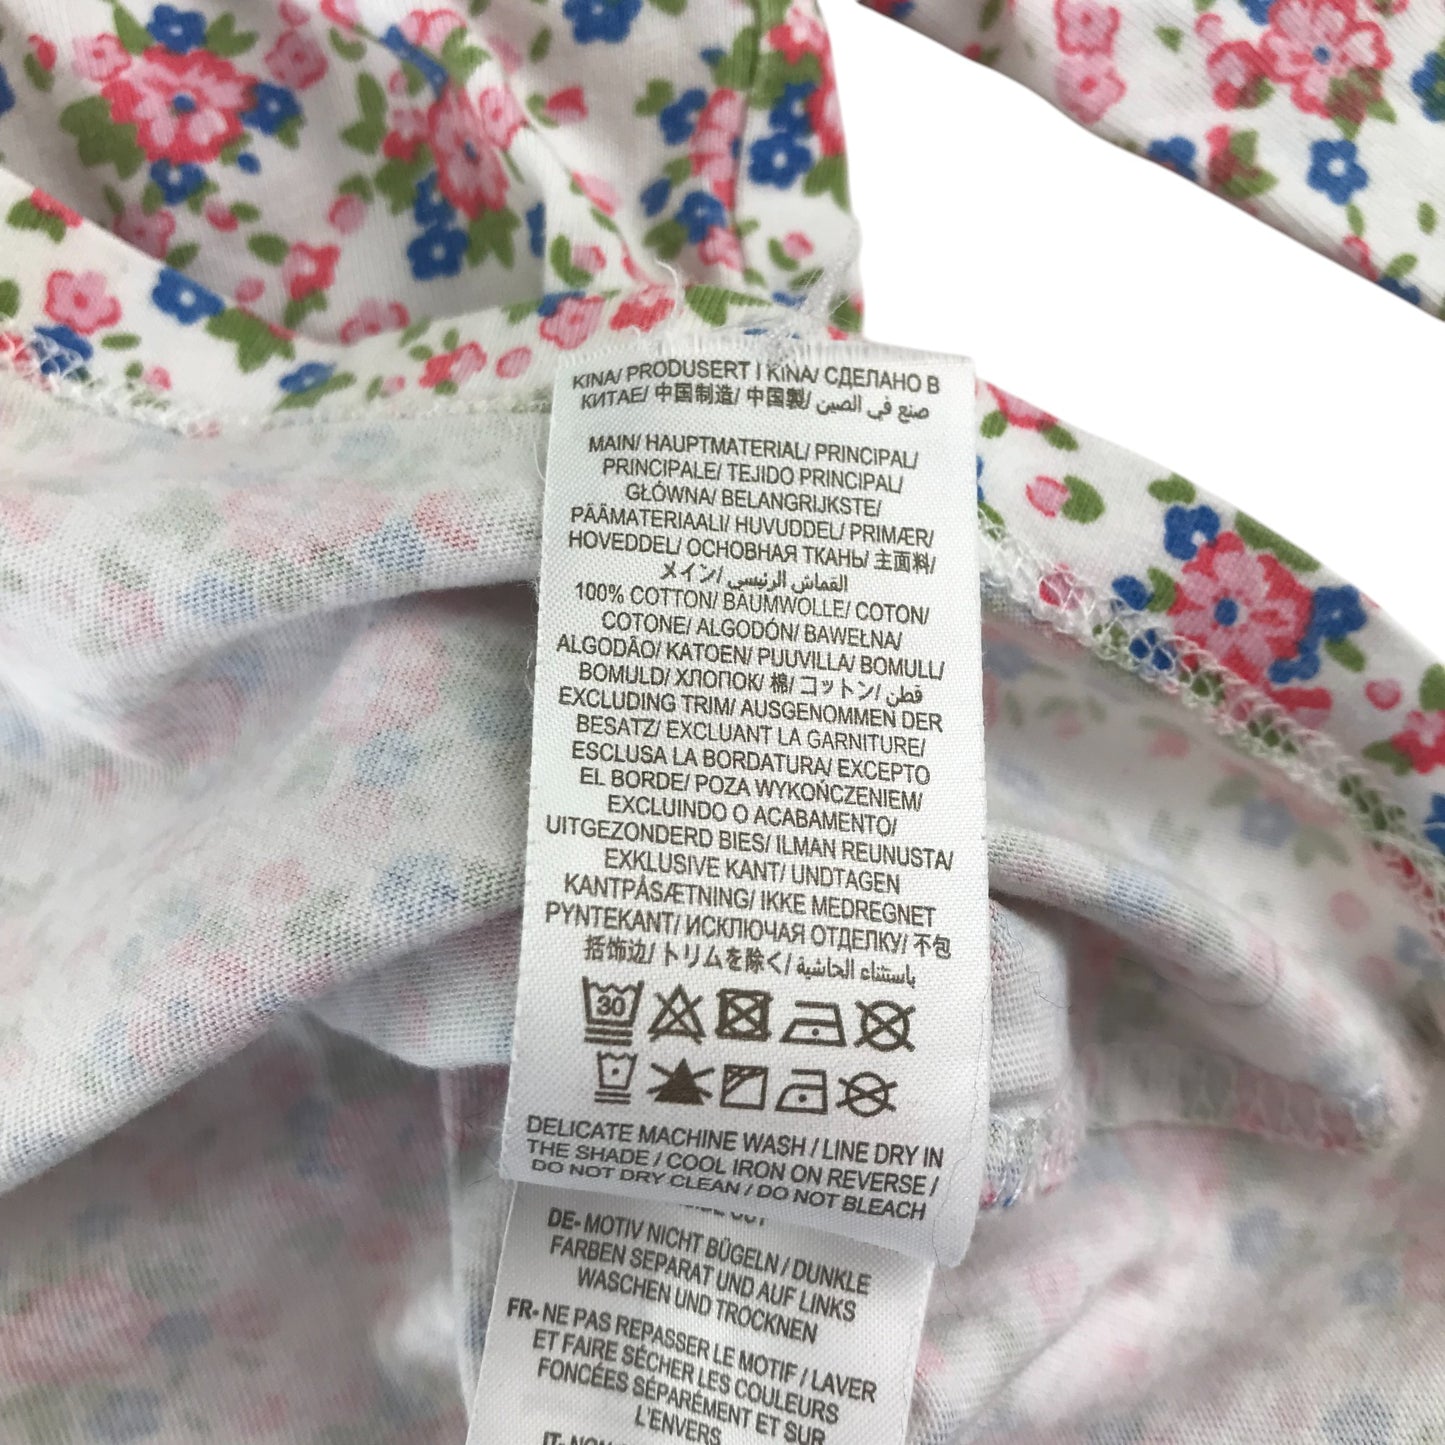 KINA/ PRODUSERT I KINA/ СДЕЛАНО В
КИТАЕ/ 中国制造/ 中国製/ صنع في الصين
MAIN/ HAUPTMATERIAL/ PRINCIPAL/
PRINCIPALE/ TEJIDO PRINCIPAL/
GŁÓWNA/ BELANGRIJKSTE/
PÄÄMATERIAALI/ HUVUDDEL/ PRIMÆR/
HOVEDDEL/ ОСНОВНАЯ ТКАНЬ/ 主面料/
メイン/ القماش الرئيسى/
100% COTTON/ BAUMWOLLE/ COTON/
COTONE/ ALGODÓN/ BAWEŁNA/
ALGODÃO/ KATOEN/ PUUVILLA/ BOMULL/
BOMULD/ ХЛОПОК/ 棉/ コットン/ قطن/
EXCLUDING TRIM/ AUSGENOMMEN DER
BESATZ/ EXCLUANT LA GARNITURE/
ESCLUSA LA BORDATURA/ EXCEPTO
EL BORDE/ POZA WYKOŃCZENIEM/
EXCLUINDO O ACABAMENTO/
UITGEZONDERD BIES/ ILMAN REUNUSTA/
EXKLUSIVE KANT/ UNDTAGEN
KANTPÅSÆTNING/ IKKE MEDREGNET
PYNTEKANT/ ИСКЛЮЧАЯ ОТДЕЛКУ/ 不包
括饰边/ トリムを除く/ باستثناء الحاشية/
30
DELICATE MACHINE WASH / LINE DRY IN
THE SHADE / COOL IRON ON REVERSE /
DO NOT DRY CLEAN / DO NOT BLEACH
DE- MOTIV NICHT BÜGELN / DUNKLE
FARBEN SEPARAT UND AUF LINKS
WASCHEN UND TROCKNEN
FR- NE PAS REPASSER LE MOTIF / LAVER
ET FAIRE SÉCHER LES COULEURS
FONCÉES SÉPARÉMENT ET SUR
L'ENVERS
IT- NON